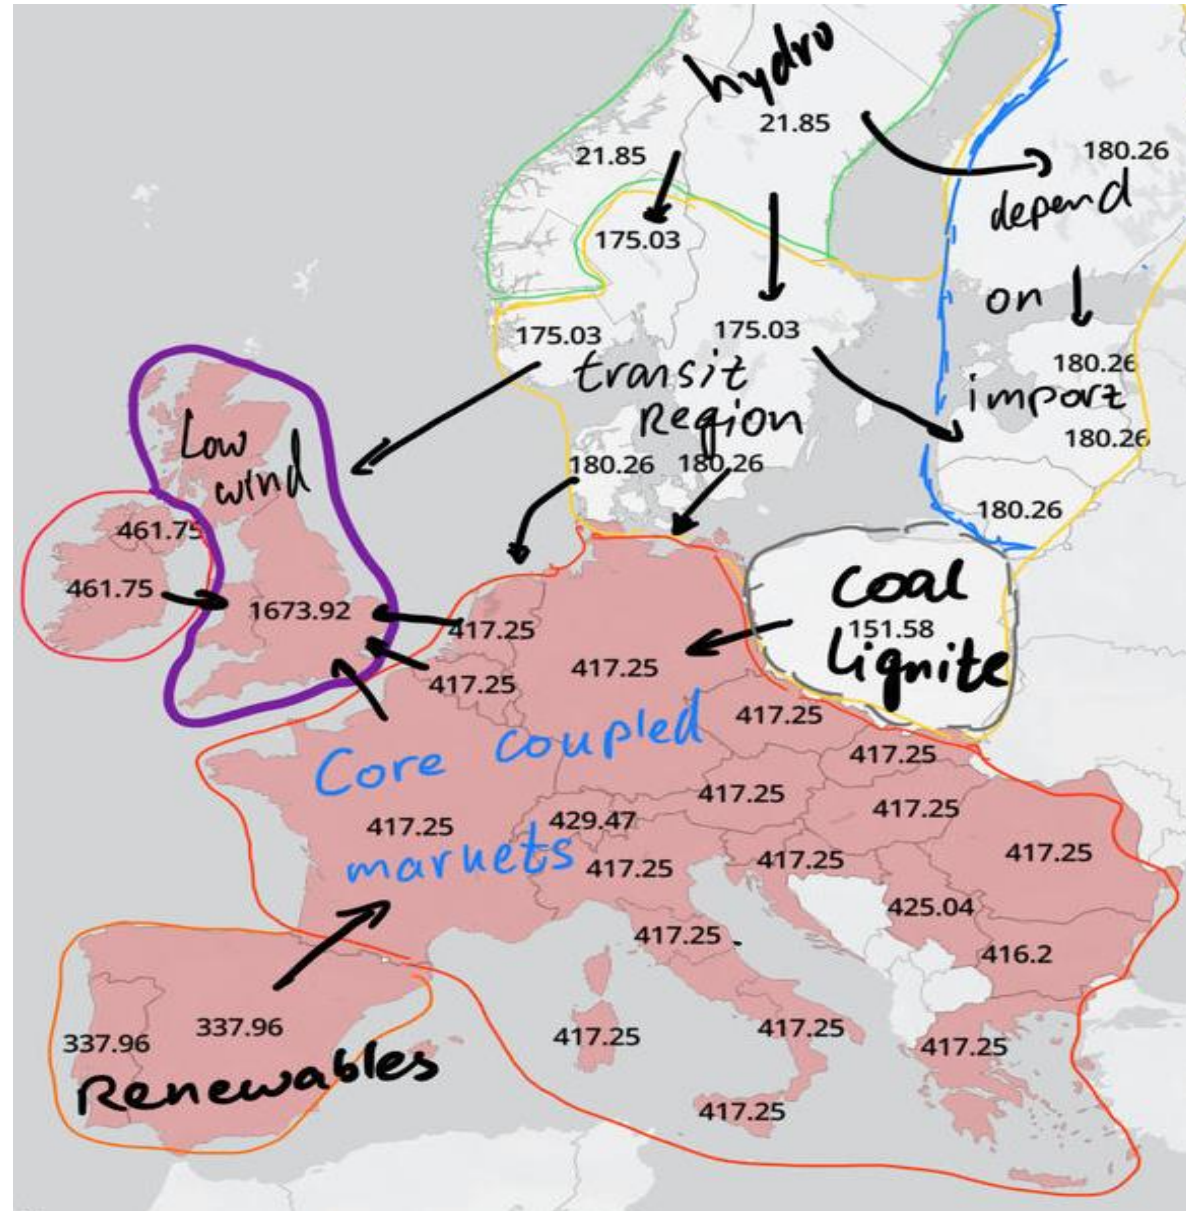 hydro
21.85
21.85
180.26
depend
175.03
on
175.03
175.03
180.26
transit
import
Region
180.26
Low
wind
180.26
180.26
180.26
461.75
coal
461.75
1673.92
417.25
151.58
lignite
417.25
417.25
417.25
Core coupled
417.25
417.25
417.25
429.47
417.25
417.25
markets
417.25
417.25
425.04
417.25
416.2
337.96
337.96
417.25
417.25
417.25
Renewables
417.25